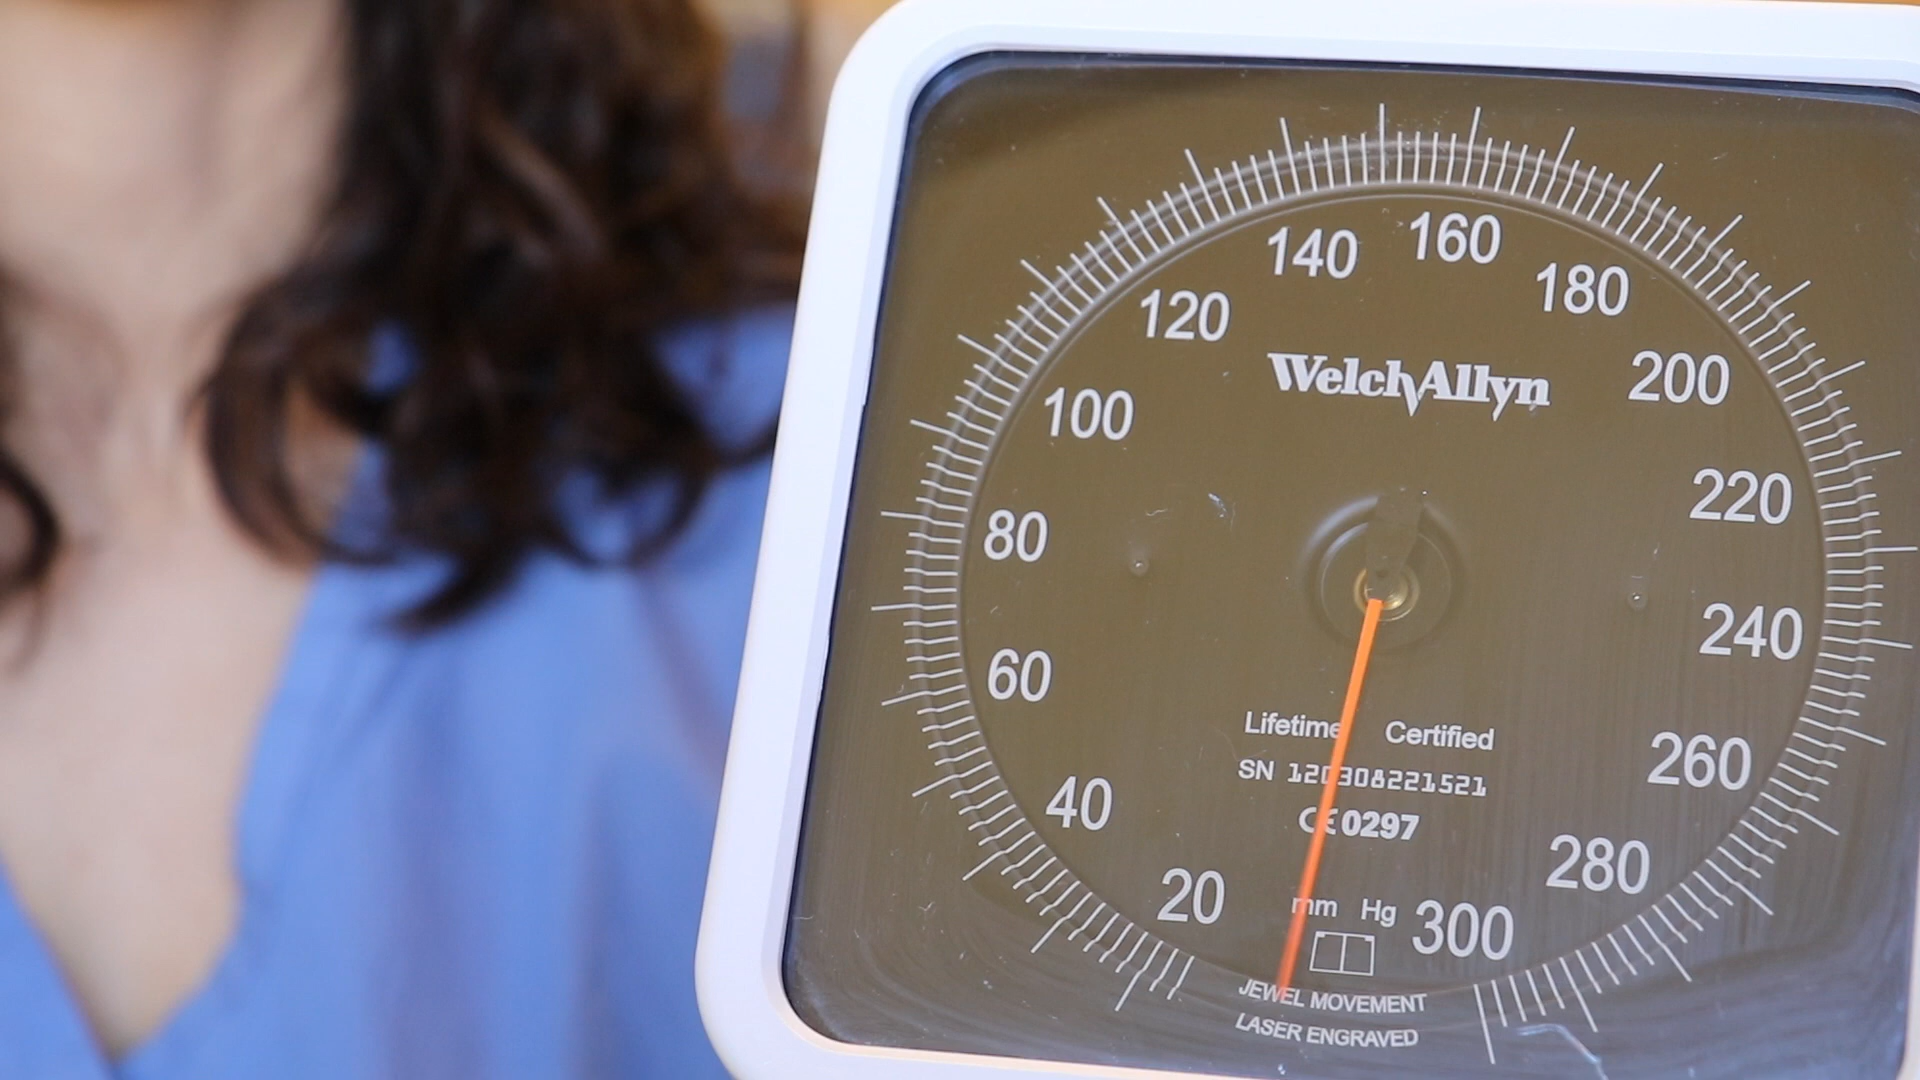 140 160 180
120 200
WelchAllyn
100 220
80 240
60 260
Lifetime Certified
SN 120308221521
40 CE 0297 280
20 mm Hg 300
JEWEL MOVEMENT
LASER ENGRAVED